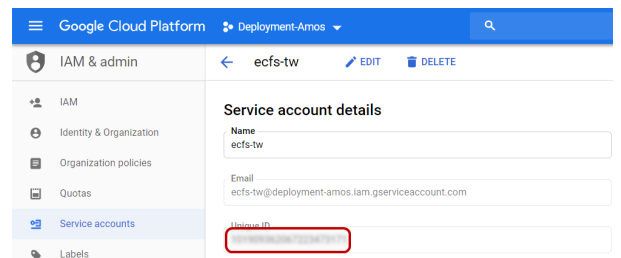 Google Cloud Platform
Deployment-Amos
IAM & admin
ecfs-tw
EDIT
DELETE
IAM
Identity & Organization
Organization policies
Quotas
Service accounts
Labels
Service account details
Name
ecfs-tw
Email
ecfs-tw@deployment-amos.iam.gserviceaccount.com
Unique ID